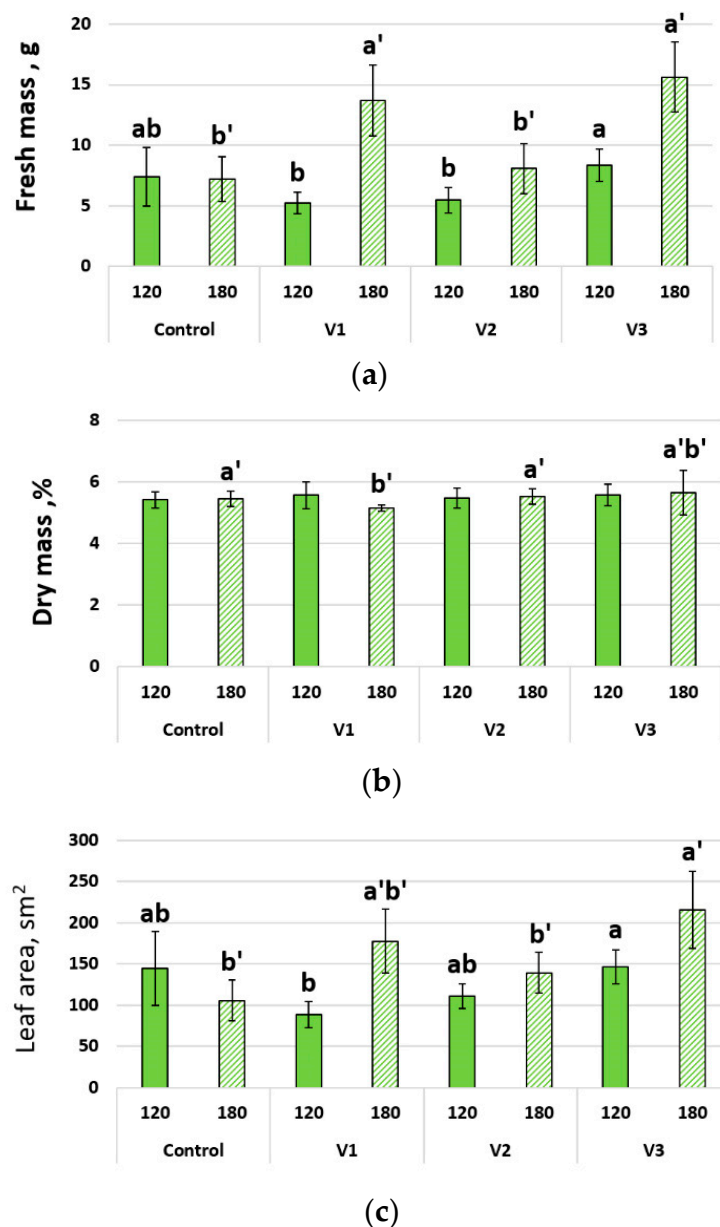 Fresh mass , g
20
15
10
5
0
ab
b'
b
a'
b
b'
a
a'
120 180 120 180 120 180 120 180
Control V1 V2 V3
(a)
Dry mass ,%
8
6
4
2
0
a'
b'
a'
a'b'
120 180 120 180 120 180 120 180
Control V1 V2 V3
(b)
Leaf area, sm²
300
250
200
150
100
50
0
ab
b'
b
a'b'
ab
b'
a
a'
120 180 120 180 120 180 120 180
Control V1 V2 V3
(c)